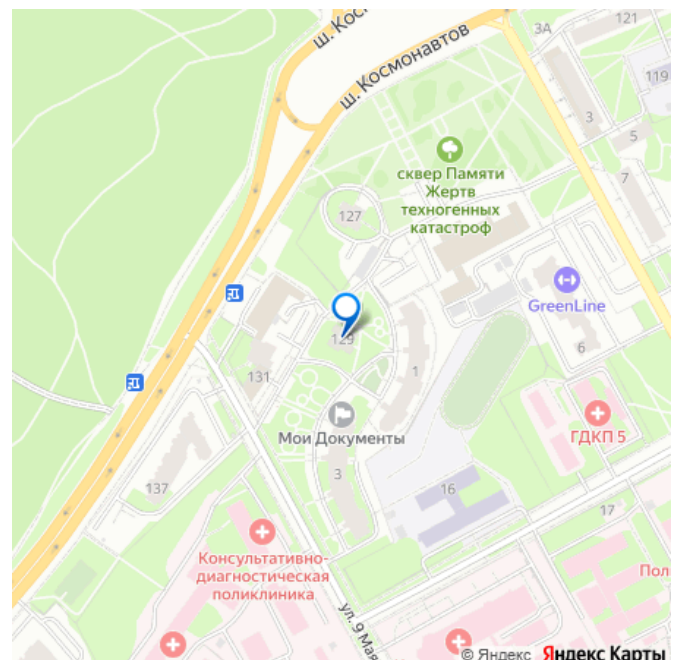 ш. Кос
ш. Космонавтов
3А
121
119
3
5
7
сквер Памяти
Жертв
техногенных
катастроф
127
GreenLine
129
6
131
1
Мои Документы
ГДКП 5
3
137
16
17
Консультативно-
диагностическая
поликлиника
Пол
ул. 9 Мая
© Яндекс Яндекс Карты